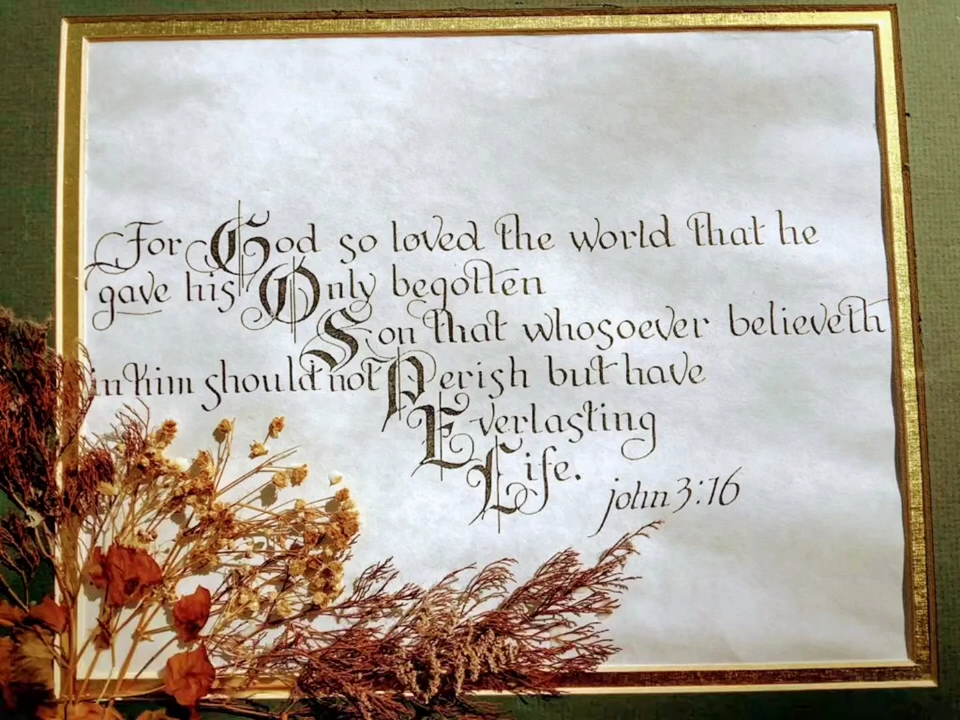 For God so loved the world that he
gave his Only begotten
Son that whosoever believeth
in him should not Perish but have
Everlasting
Life.
john 3:16